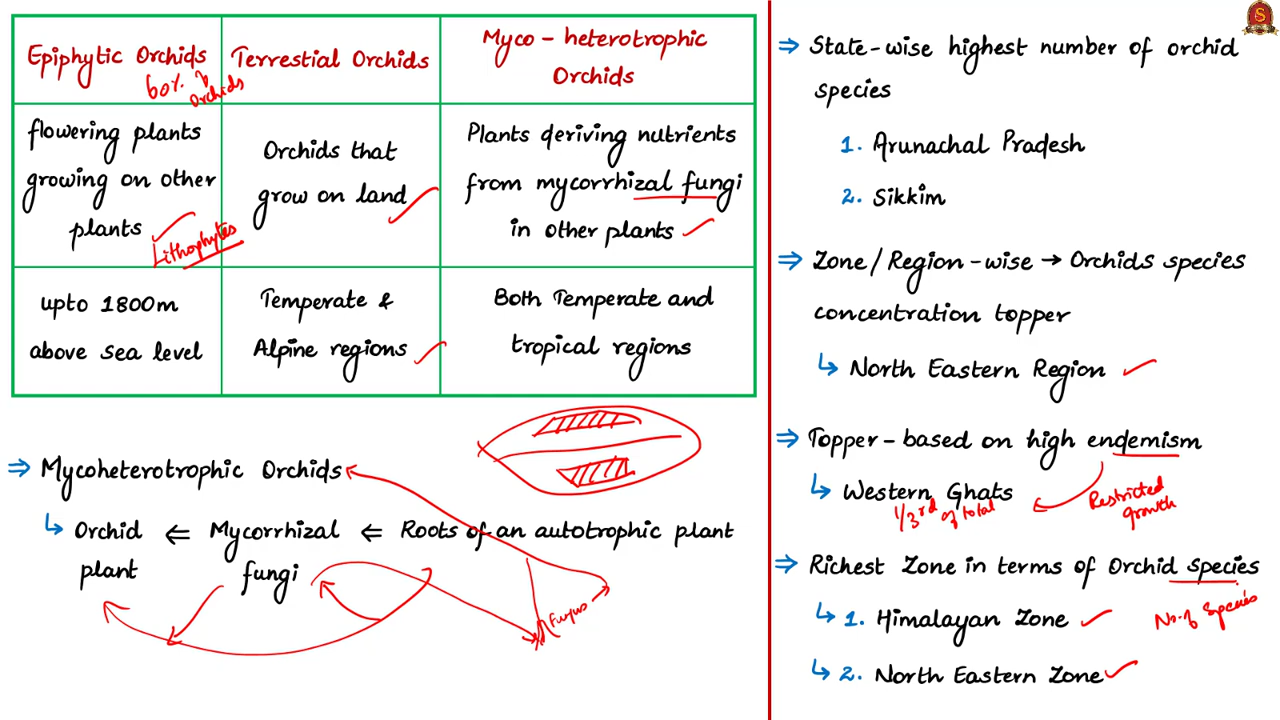 Epiphytic Orchids
60% of Orchids
Terrestial Orchids
Myco-heterotrophic
Orchids
flowering plants
growing on other
plants
Lithophytes
Orchids that
grow on land
Plants deriving nutrients
from mycorrhizal fungi
in other plants
upto 1800m
above sea level
Temperate &
Alpine regions
Both Temperate and
tropical regions
⇒ Mycoheterotrophic Orchids
↳ Orchid ⇐ Mycorrhizal ⇐ Roots of an autotrophic plant
plant fungi
Fungus
⇒ State-wise highest number of orchid
species
1. Arunachal Pradesh
2. Sikkim
⇒ Zone/Region-wise → Orchids species
concentration topper
↳ North Eastern Region
⇒ Topper-based on high endemism
↳ Western Ghats
1/3rd of total
Restricted
growth
⇒ Richest Zone in terms of Orchid species
↳ 1. Himalayan Zone
No. of Species
↳ 2. North Eastern Zone
S